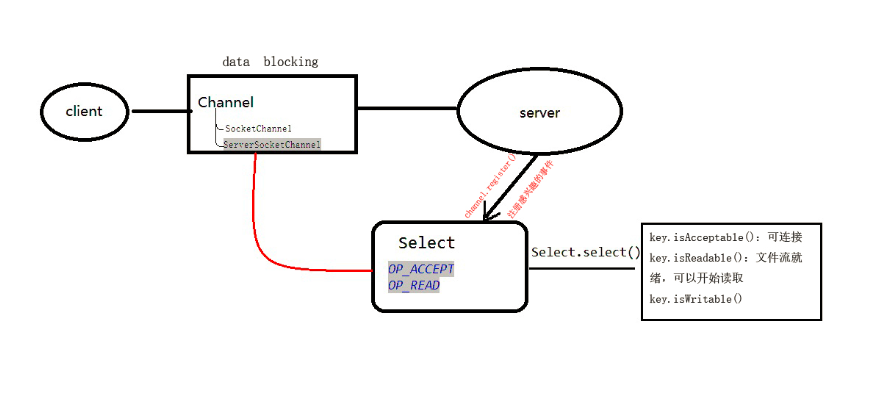 data blocking
client
Channel
SocketChannel
ServerSocketChannel
server
channel.register()
注册感兴趣的事件
Select
OP_ACCEPT
OP_READ
Select.select()
key.isAcceptable()：可连接
key.isReadable()：文件流就
绪，可以开始读取
key.isWritable()